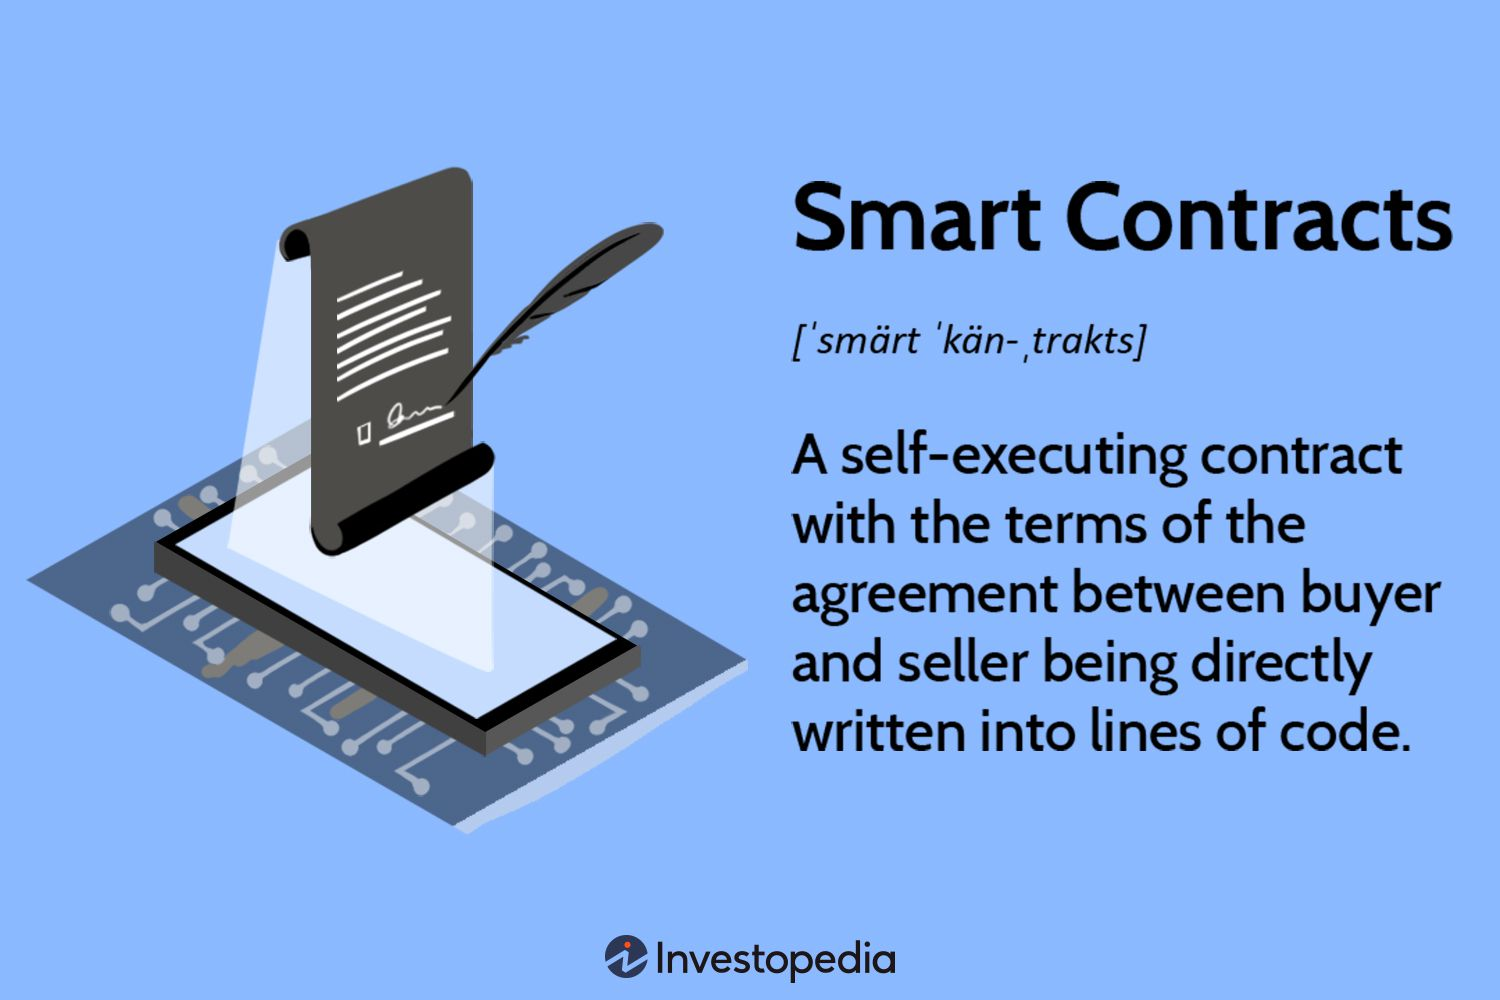 Smart Contracts
[ˈsmärt ˈkän-ˌtrakts]
A self-executing contract
with the terms of the
agreement between buyer
and seller being directly
written into lines of code.
Investopedia